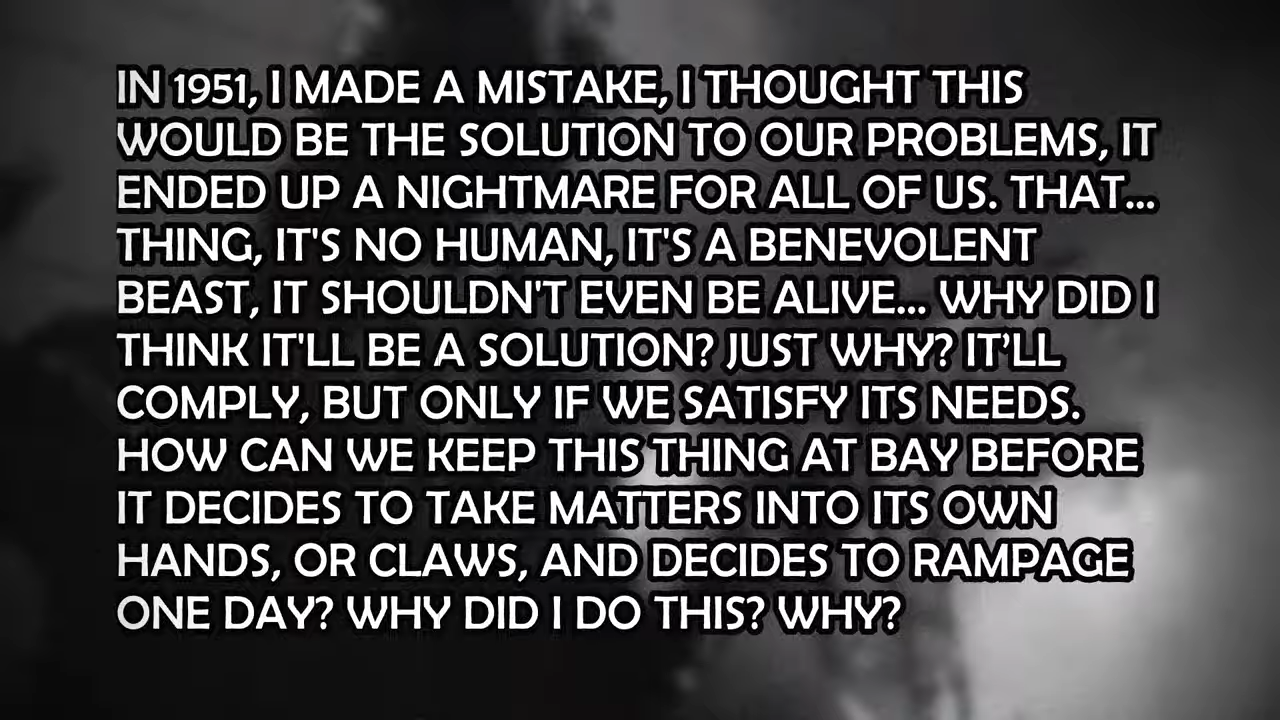 IN 1951, I MADE A MISTAKE, I THOUGHT THIS
WOULD BE THE SOLUTION TO OUR PROBLEMS, IT
ENDED UP A NIGHTMARE FOR ALL OF US. THAT...
THING, IT'S NO HUMAN, IT'S A BENEVOLENT
BEAST, IT SHOULDN'T EVEN BE ALIVE... WHY DID I
THINK IT'LL BE A SOLUTION? JUST WHY? IT’LL
COMPLY, BUT ONLY IF WE SATISFY ITS NEEDS.
HOW CAN WE KEEP THIS THING AT BAY BEFORE
IT DECIDES TO TAKE MATTERS INTO ITS OWN
HANDS, OR CLAWS, AND DECIDES TO RAMPAGE
ONE DAY? WHY DID I DO THIS? WHY?